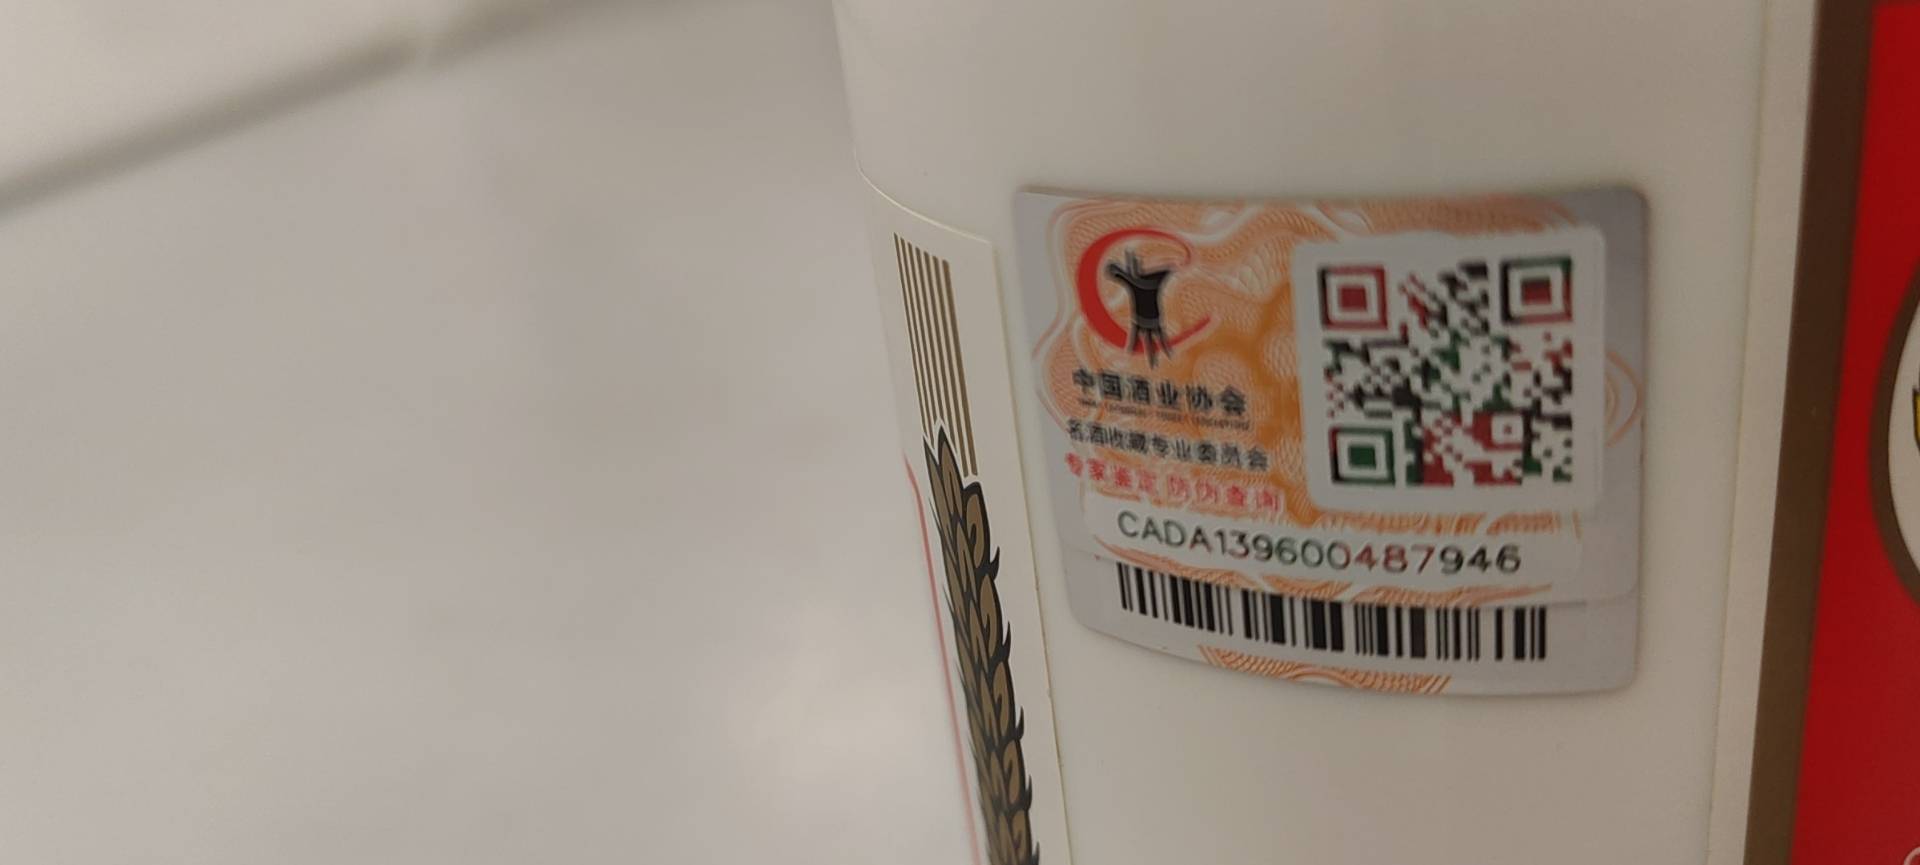 中国酒业协会
名酒收藏专业委员会
专家鉴定 防伪查询
CADA139600487946